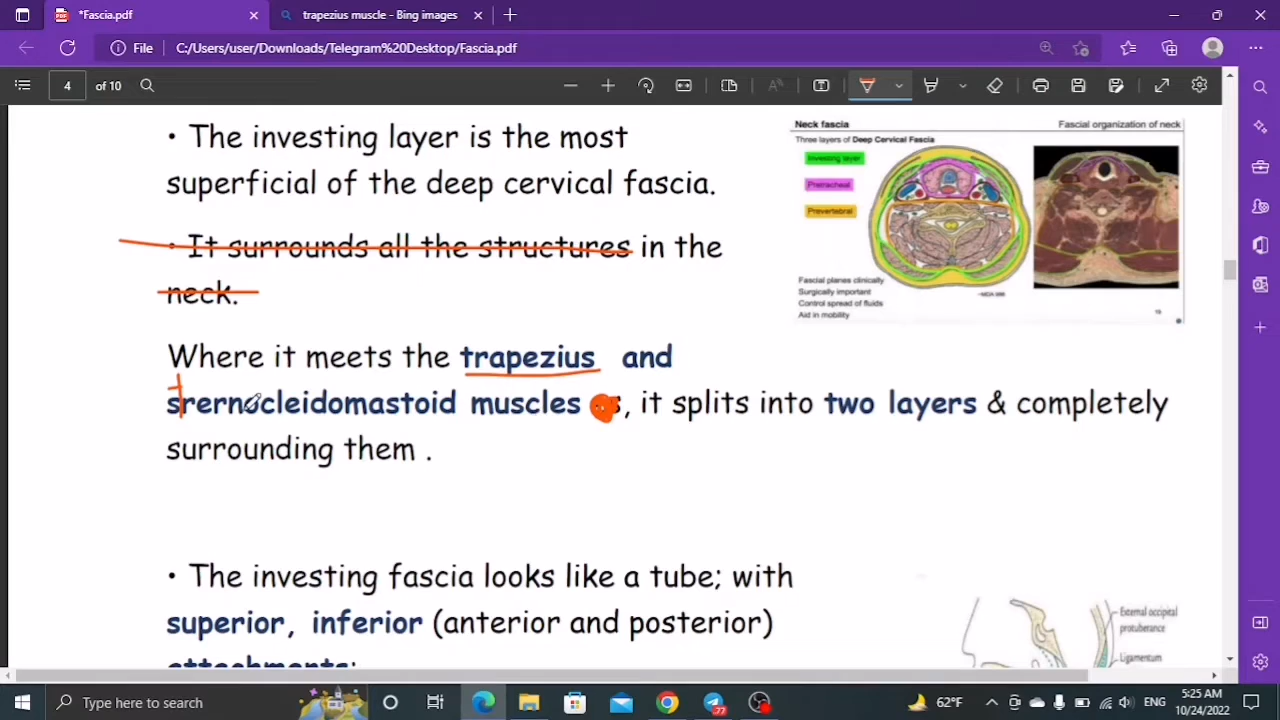 *Fascia.pdf
trapezius muscle - Bing images
File
C:/Users/user/Downloads/Telegram%20Desktop/Fascia.pdf
4
of 10
• The investing layer is the most
superficial of the deep cervical fascia.
• It surrounds all the structures in the
neck.
Where it meets the trapezius and
srernocleidomastoid muscles s, it splits into two layers & completely
surrounding them .
• The investing fascia looks like a tube; with
superior, inferior (anterior and posterior)
attachments:
Neck fascia
Fascial organization of neck
Three layers of Deep Cervical Fascia
Investing layer
Pretracheal
Prevertebral
Fascial planes clinically
Surgically important
Control spread of fluids
Aid in mobility
19
External occipital
protuberance
Ligamentum
Type here to search
77
62°F
ENG
5:25 AM
10/24/2022